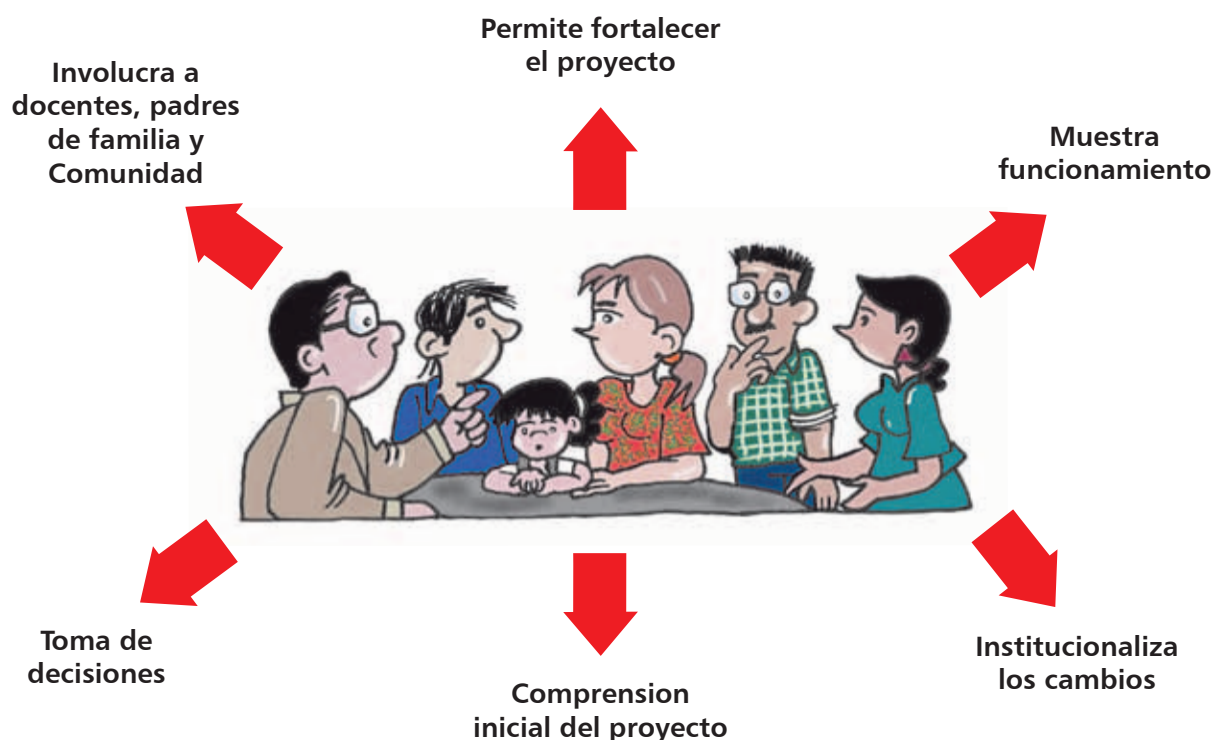 Permite fortalecer
el proyecto
Involucra a
docentes, padres
de familia y
Comunidad
Muestra
funcionamiento
Toma de
decisiones
Institucionaliza
los cambios
Comprension
inicial del proyecto